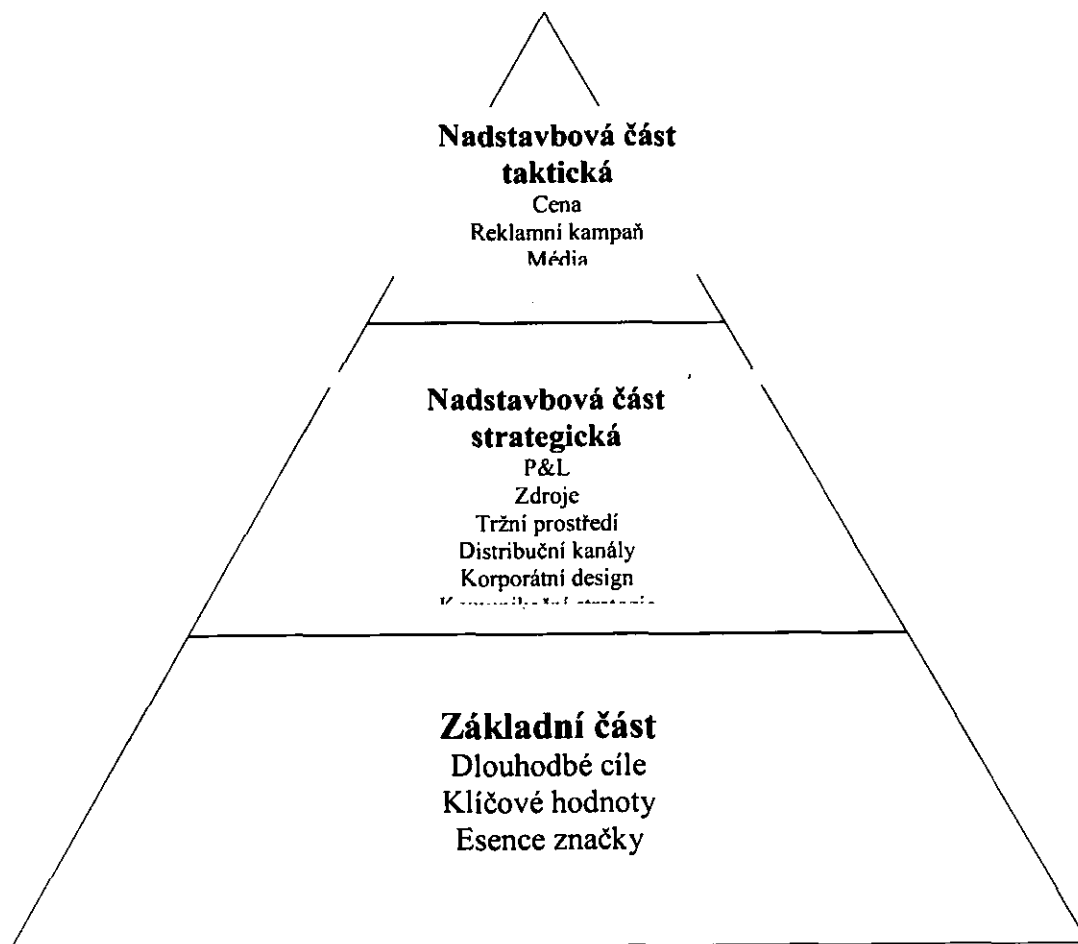 Nadstavbová část
taktická
Cena
Reklamní kampaň
Média
Nadstavbová část
strategická
P&L
Zdroje
Tržní prostředí
Distribuční kanály
Korporátní design
Základní část
Dlouhodbé cíle
Klíčové hodnoty
Esence značky